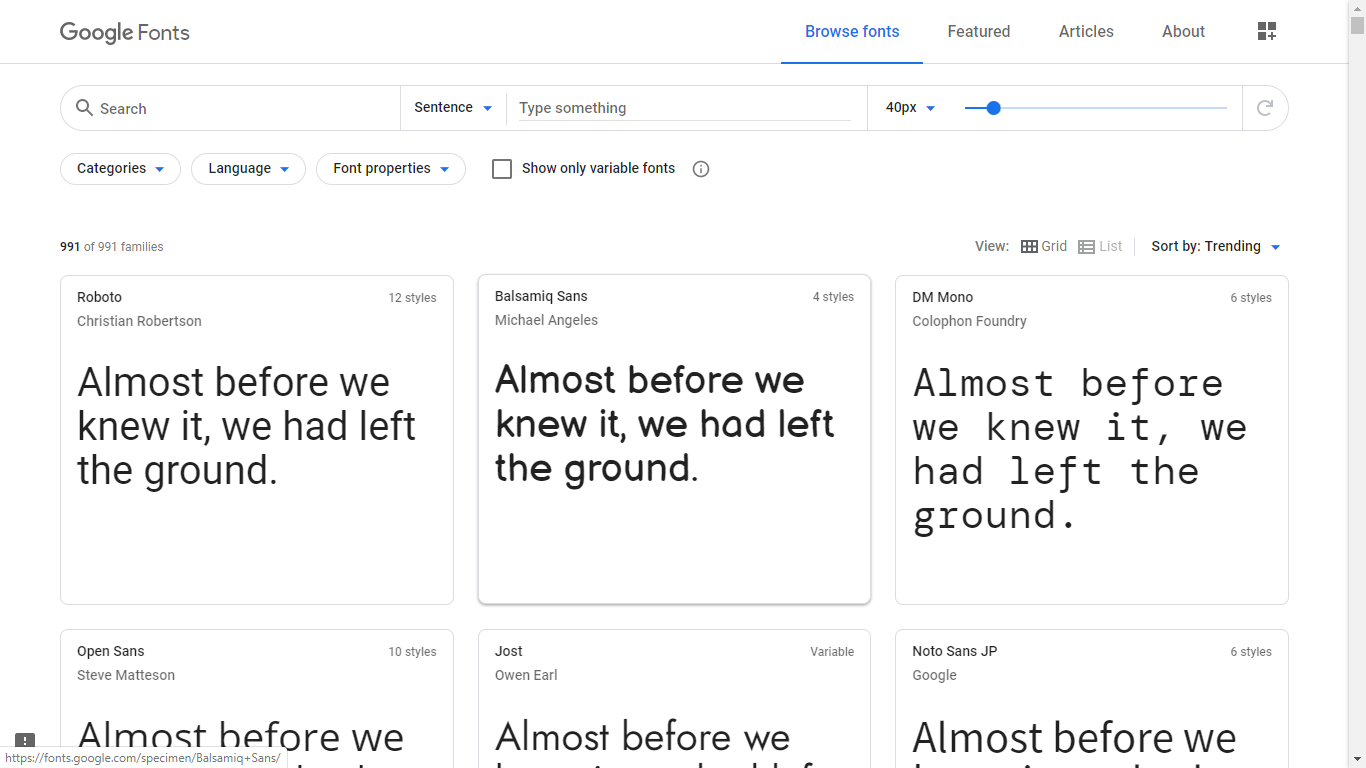 Google Fonts
Browse fonts
Featured
Articles
About
Search
Sentence
Type something
40px
Categories
Language
Font properties
Show only variable fonts
991 of 991 families
View:
Grid
List
Sort by: Trending
Roboto
12 styles
Christian Robertson
Almost before we
knew it, we had left
the ground.
Balsamiq Sans
4 styles
Michael Angeles
Almost before we
knew it, we had left
the ground.
DM Mono
6 styles
Colophon Foundry
Almost before
we knew it, we
had left the
ground.
Open Sans
10 styles
Steve Matteson
Almost before we
Jost
Variable
Owen Earl
Almost before we
Noto Sans JP
6 styles
Google
Almost before we
https://fonts.google.com/specimen/Balsamiq+Sans/